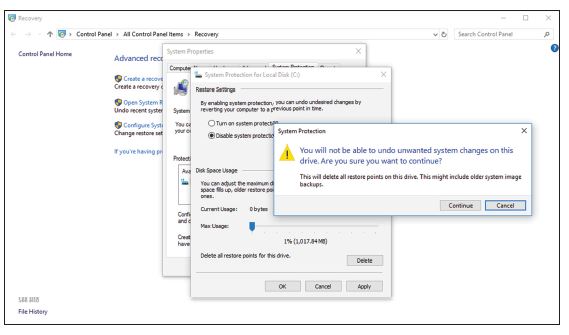 Recovery
Control Panel > All Control Panel Items > Recovery
Search Control Panel
Control Panel Home
Advanced reco
Create a recove
Create a recovery d
Open System R
Undo recent system
Configure Syst
Change restore set
If you're having pr
See also
File History
System Properties
Computer
System
You ca
your co
Protecti
Ava
Confi
and d
Creat
have
System Protection for Local Disk (C:)
Restore Settings
By enabling system protection, you can undo undesired changes by
reverting your computer to a previous point in time.
Turn on system protection
Disable system protectio
Disk Space Usage
You can adjust the maximum d
space fills up, older restore poi
ones.
Current Usage: 0 bytes
Max Usage:
1% (1,017.84 MB)
Delete all restore points for this drive.
Delete
OK Cancel Apply
System Protection
You will not be able to undo unwanted system changes on this
drive. Are you sure you want to continue?
This will delete all restore points on this drive. This might include older system image
backups.
Continue Cancel